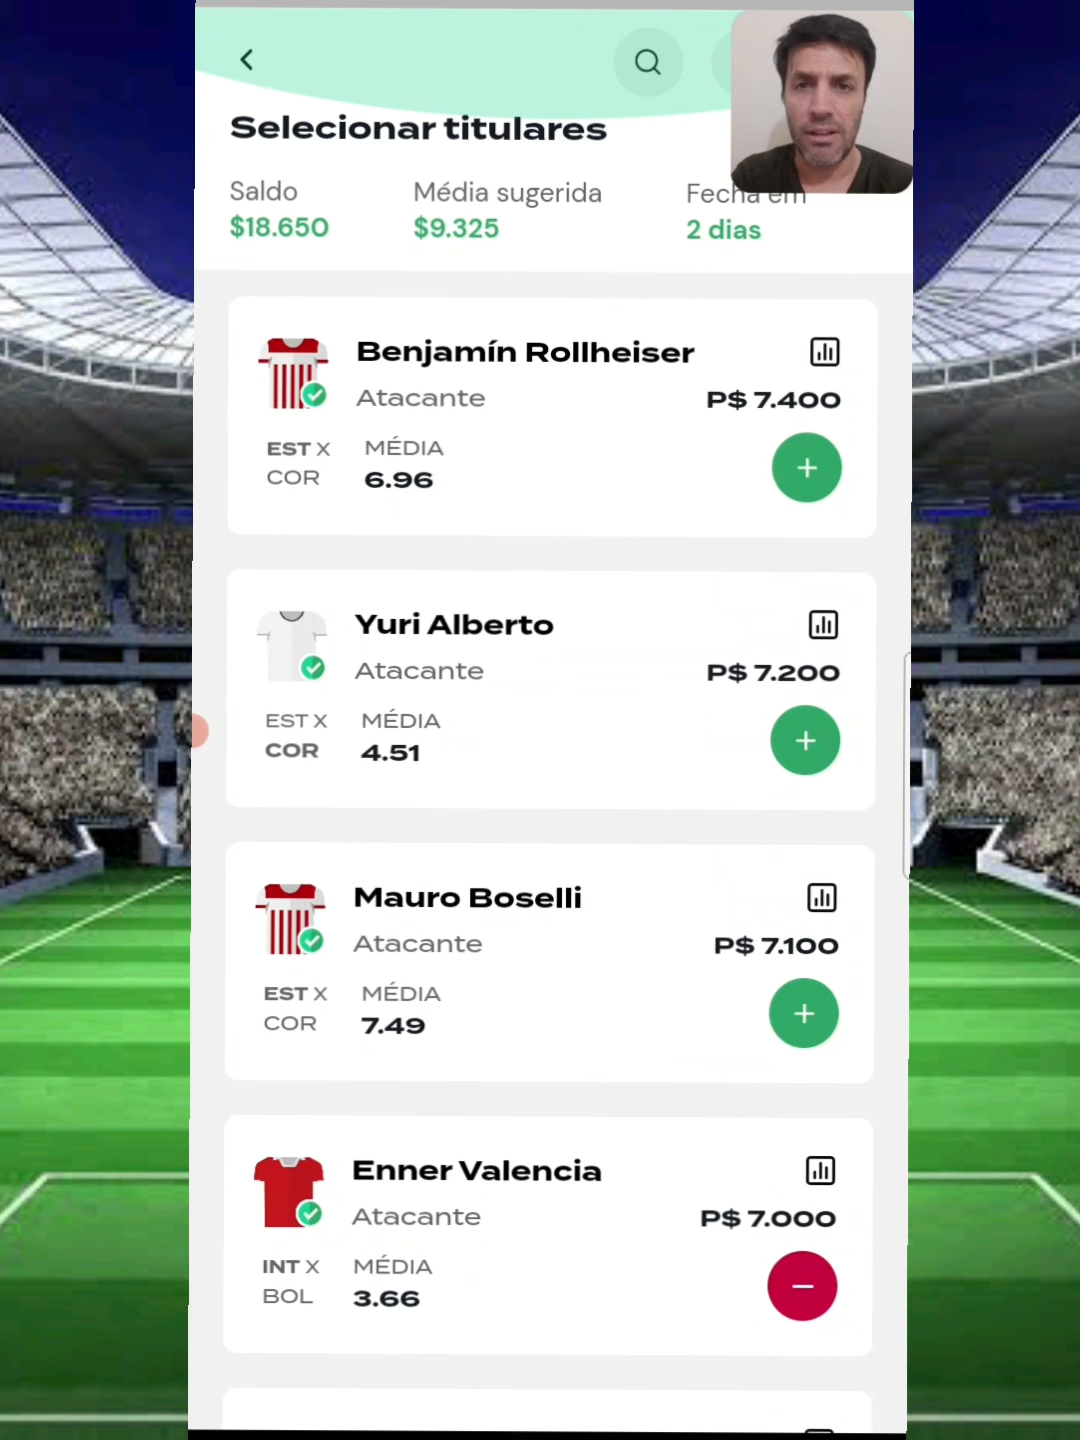 Selecionar titulares
Saldo
$18.650
Média sugerida
$9.325
Fecha em
2 dias
Benjamín Rollheiser
Atacante
P$ 7.400
EST X
COR
MÉDIA
6.96
Yuri Alberto
Atacante
P$ 7.200
EST X
COR
MÉDIA
4.51
Mauro Boselli
Atacante
P$ 7.100
EST X
COR
MÉDIA
7.49
Enner Valencia
Atacante
P$ 7.000
INT X
BOL
MÉDIA
3.66